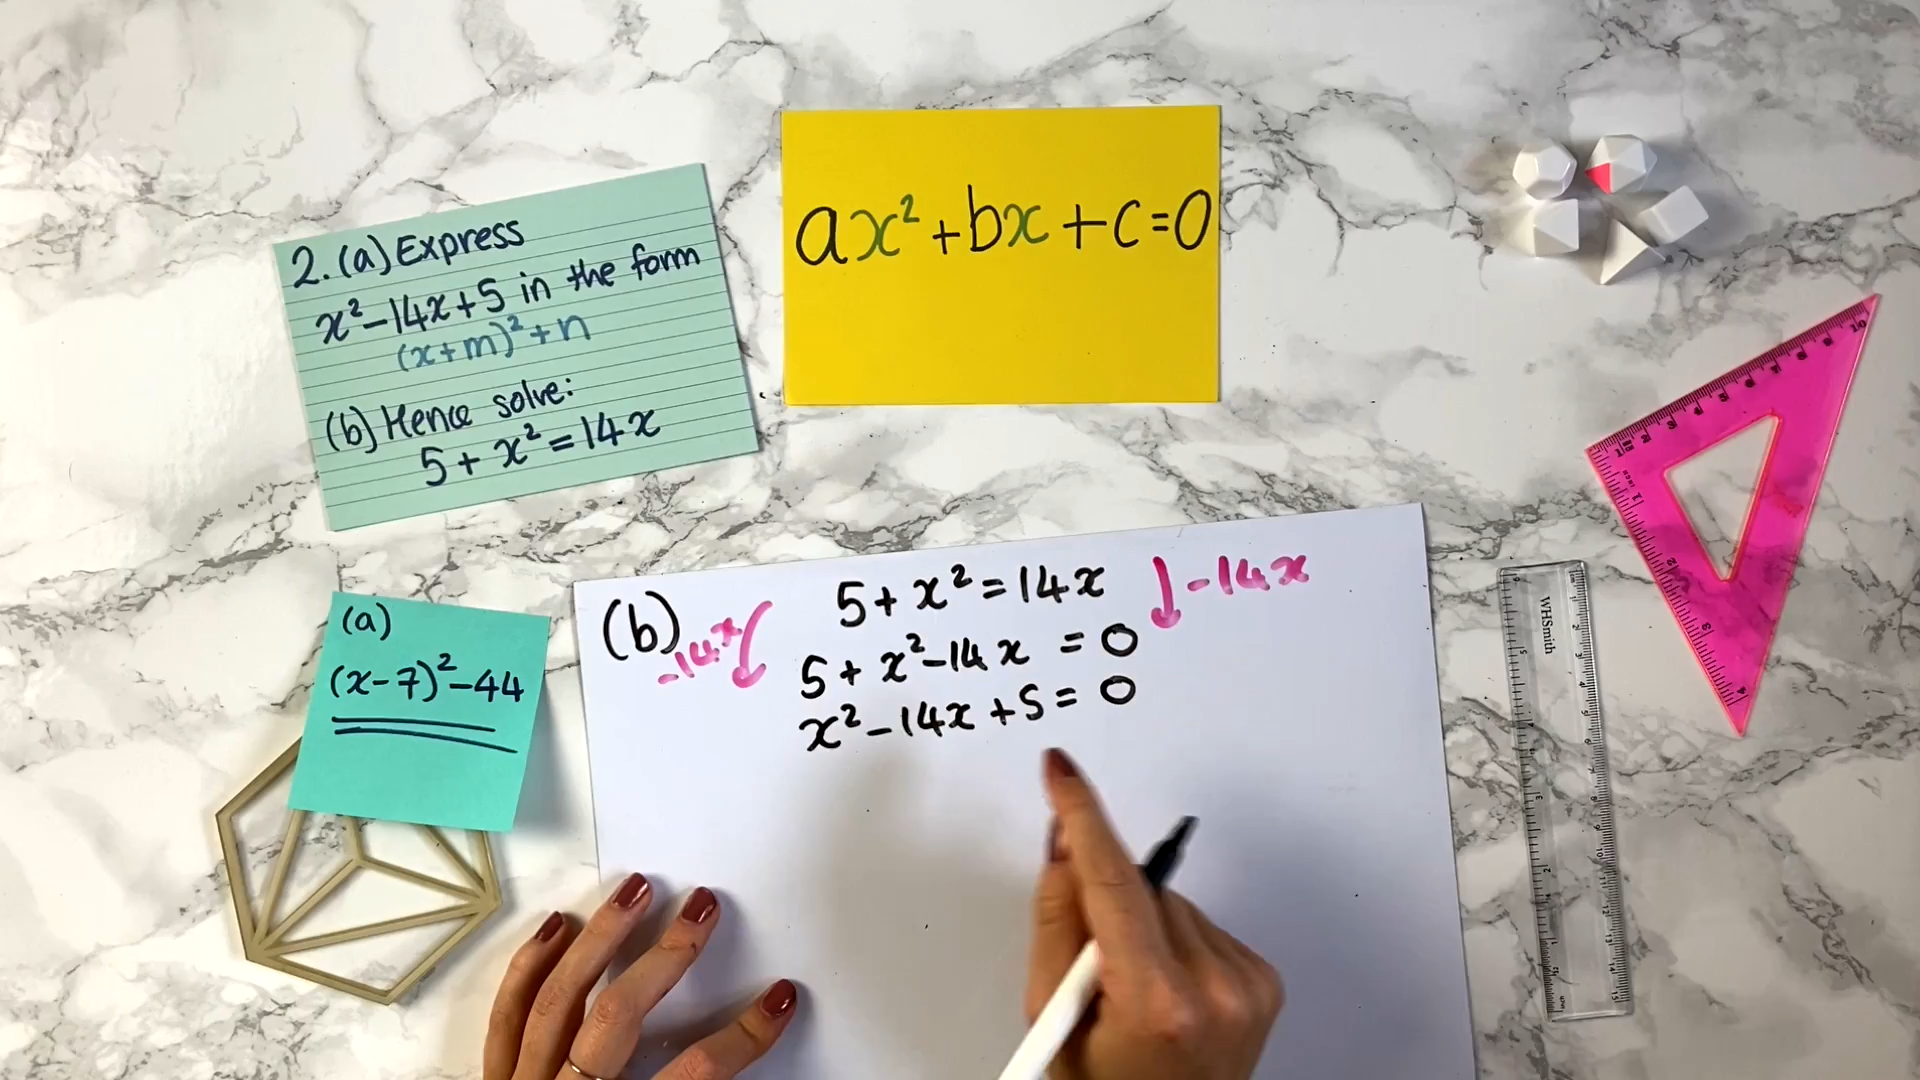 2. (a) Express
x² - 14x + 5 in the form
(x + m)² + n
(b) Hence solve:
5 + x² = 14x
ax² + bx + c = 0
(a)
(x - 7)² - 44
(b)
5 + x² = 14x
-14x
-14x
5 + x² - 14x = 0
x² - 14x + 5 = 0
WHSmith